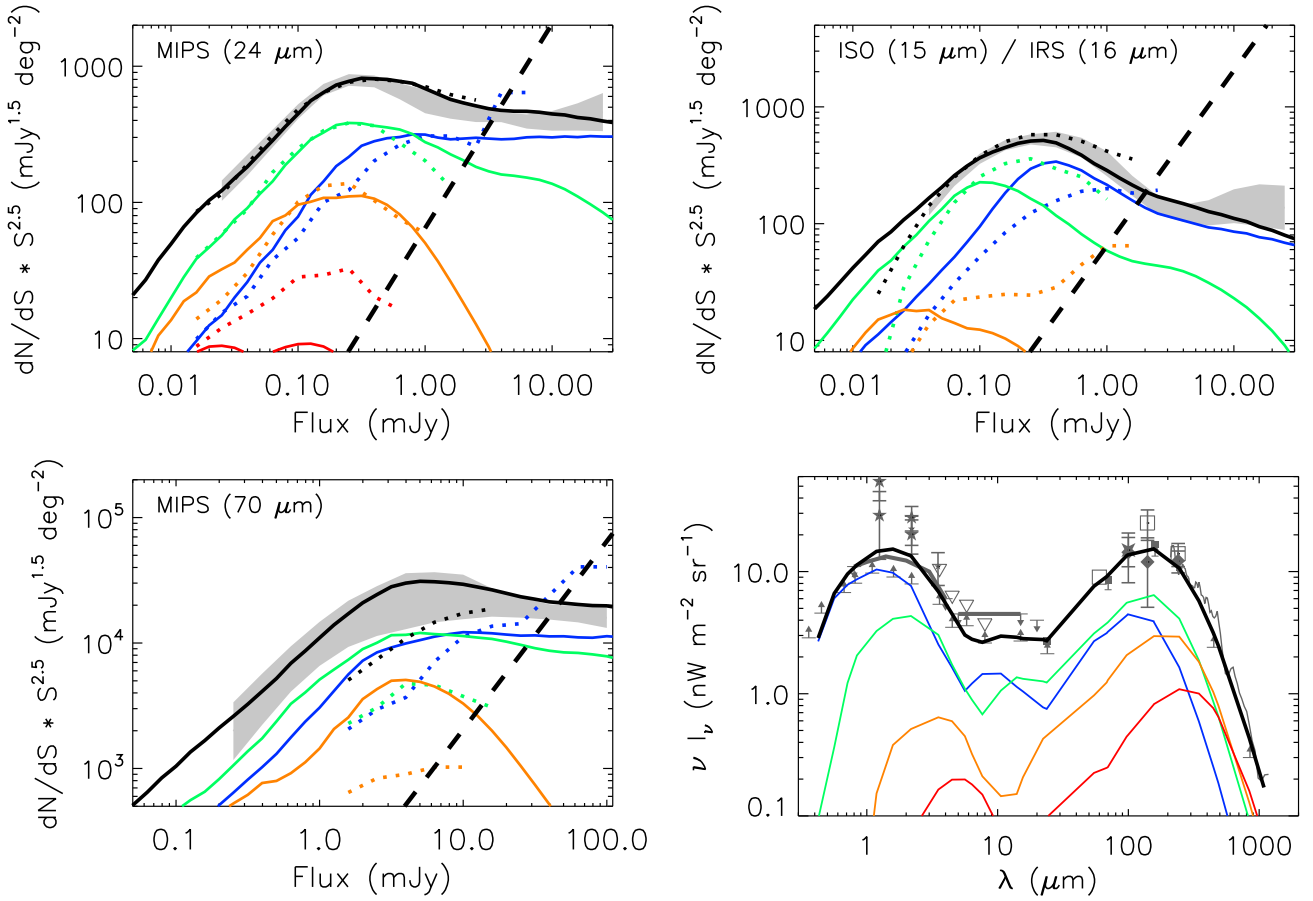 MIPS (24 μm)
dN/dS * S^2.5 (mJy^1.5 deg^-2)
1000
100
10
0.01 0.10 1.00 10.00
Flux (mJy)
ISO (15 μm) / IRS (16 μm)
dN/dS * S^2.5 (mJy^1.5 deg^-2)
1000
100
10
0.01 0.10 1.00 10.00
Flux (mJy)
MIPS (70 μm)
dN/dS * S^2.5 (mJy^1.5 deg^-2)
10^5
10^4
10^3
0.1 1.0 10.0 100.0
Flux (mJy)
ν I_ν (nW m^-2 sr^-1)
10.0
1.0
0.1
1 10 100 1000
λ (μm)